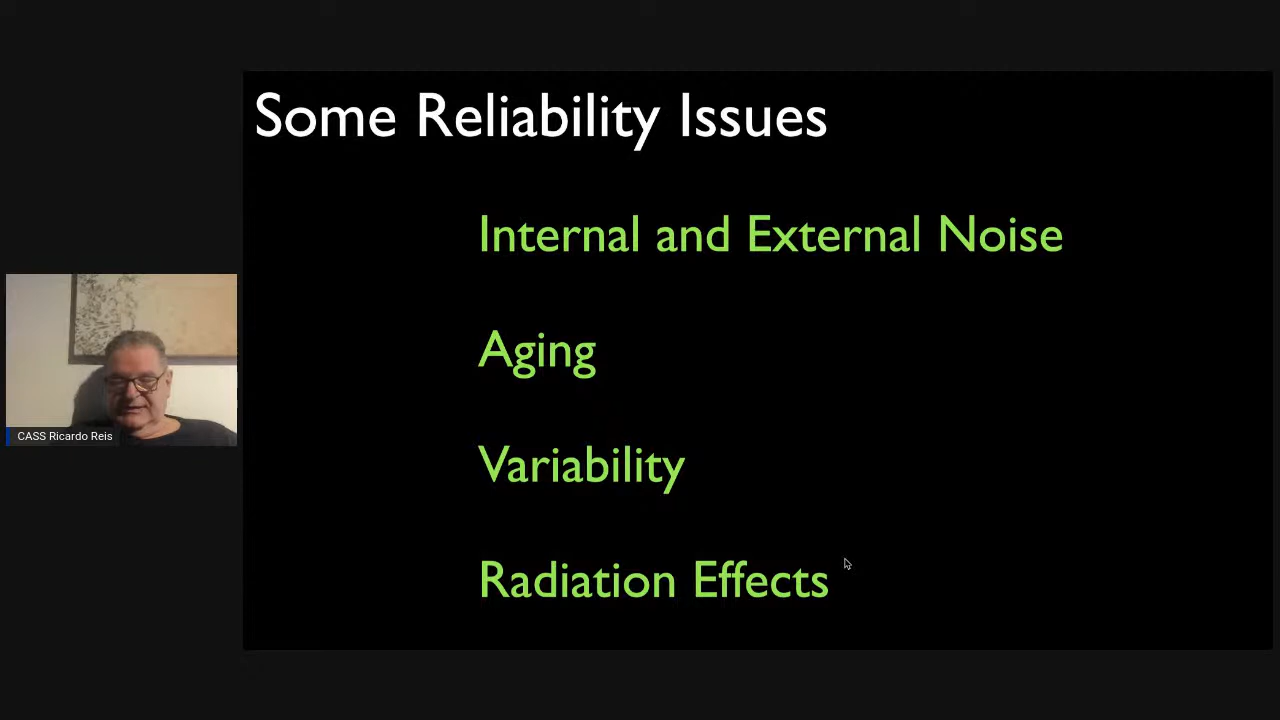 Some Reliability Issues
Internal and External Noise
Aging
Variability
Radiation Effects
CASS Ricardo Reis